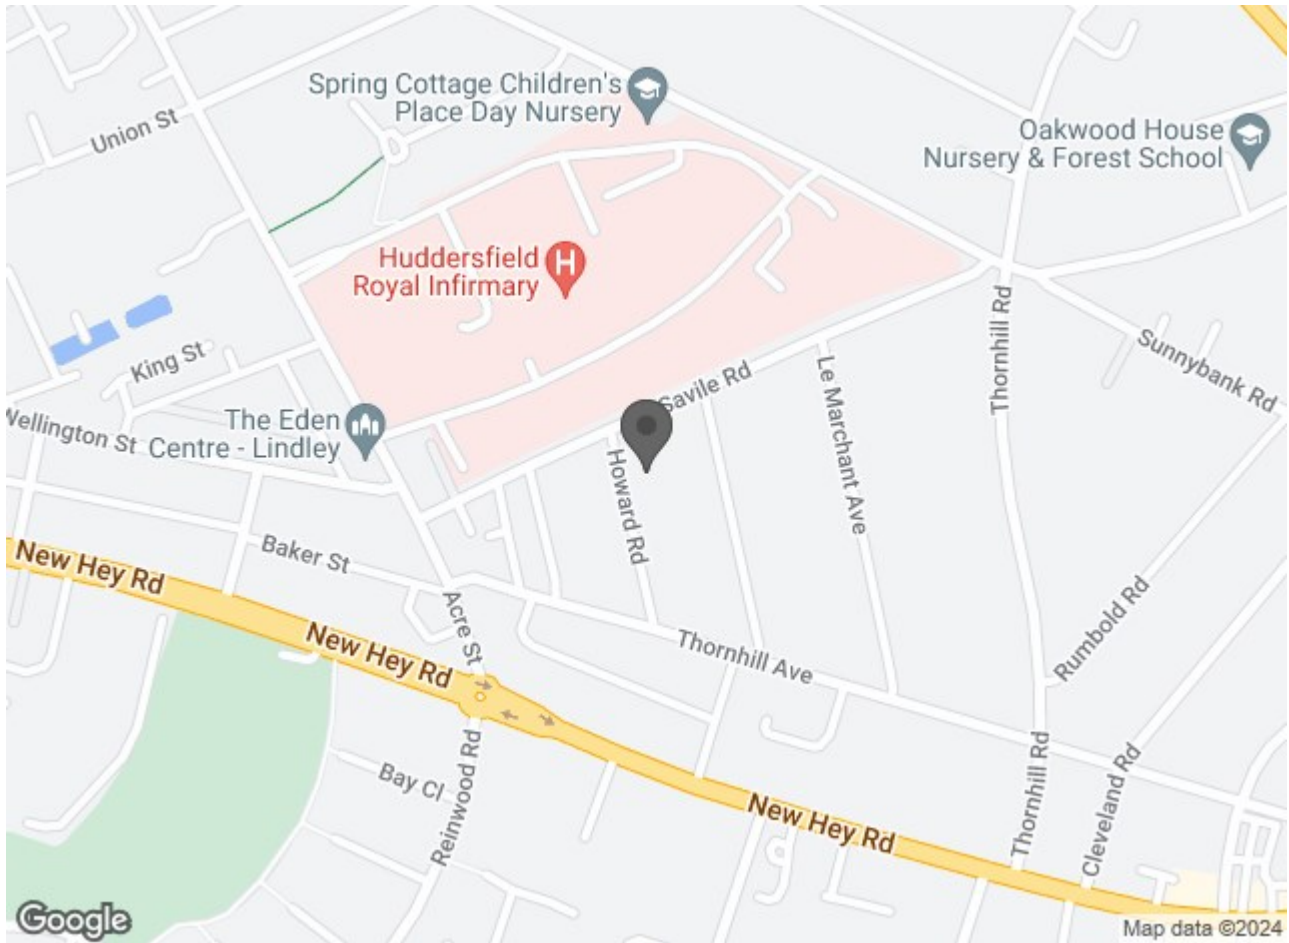 Spring Cottage Children's
Place Day Nursery
Union St
Oakwood House
Nursery & Forest School
Huddersfield
Royal Infirmary
H
Thornhill Rd
Sunnybank Rd
King St
Savile Rd
Le Marchant Ave
The Eden
Centre - Lindley
Wellington St
Howard Rd
Baker St
New Hey Rd
Acre St
New Hey Rd
Thornhill Ave
Rumbold Rd
Reinwood Rd
Bay Cl
Thornhill Rd
Cleveland Rd
New Hey Rd
Google
Map data ©2024